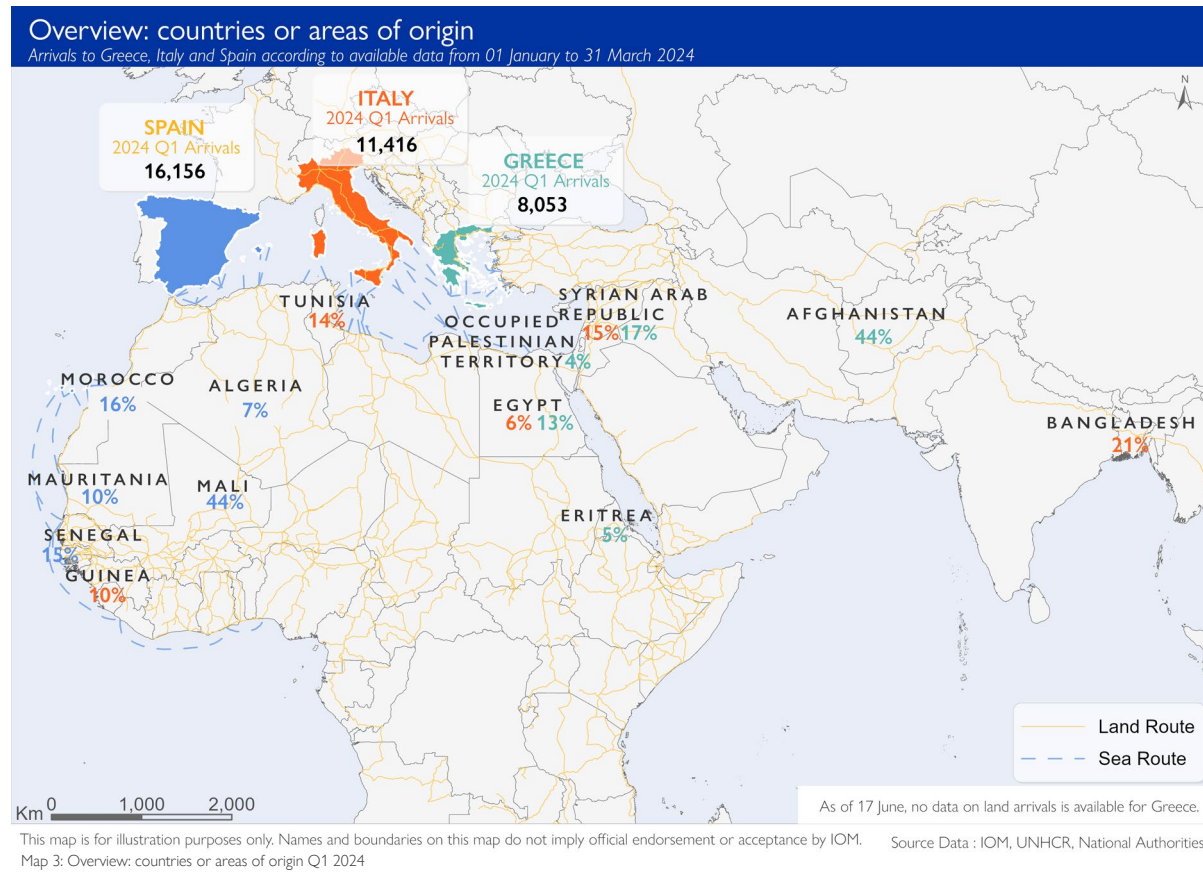 Overview: countries or areas of origin
Arrivals to Greece, Italy and Spain according to available data from 01 January to 31 March 2024
N
ITALY
2024 Q1 Arrivals
11,416
SPAIN
2024 Q1 Arrivals
16,156
GREECE
2024 Q1 Arrivals
8,053
TUNISIA
14%
SYRIAN ARAB
REPUBLIC
15% 17%
OCCUPIED
PALESTINIAN
TERRITORY 4%
AFGHANISTAN
44%
MOROCCO
16%
ALGERIA
7%
EGYPT
6% 13%
BANGLADESH
21%
MAURITANIA
10%
MALI
44%
SENEGAL
15%
GUINEA
10%
ERITREA
5%
Land Route
Sea Route
Km 0 1,000 2,000
As of 17 June, no data on land arrivals is available for Greece.
This map is for illustration purposes only. Names and boundaries on this map do not imply official endorsement or acceptance by IOM.
Source Data : IOM, UNHCR, National Authorities
Map 3: Overview: countries or areas of origin Q1 2024